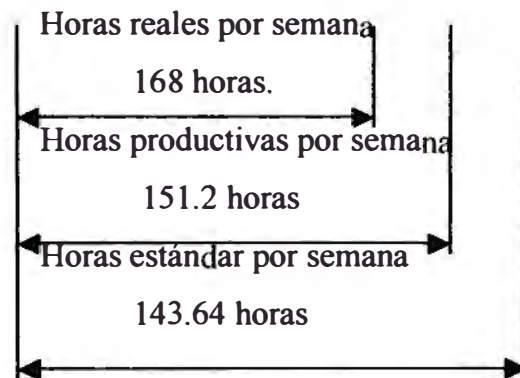 Horas reales por semana
168 horas.
Horas productivas por semana
151.2 horas
Horas estándar por semana
143.64 horas